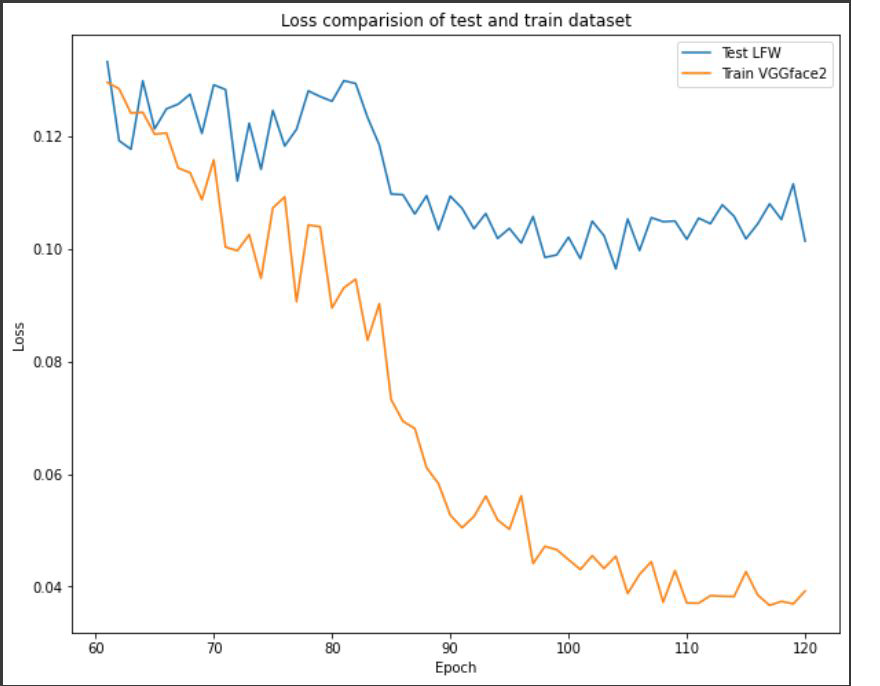 Loss comparision of test and train dataset
Test LFW
Train VGGface2
0.12
0.10
0.08
0.06
0.04
Loss
60 70 80 90 100 110 120
Epoch